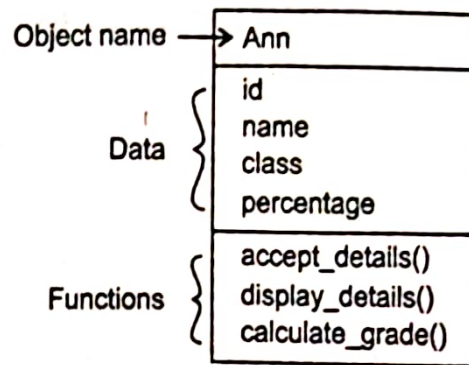 Object name Ann
id
name
Data
class
percentage
accept_details()
Functions display_details()
calculate_grade()